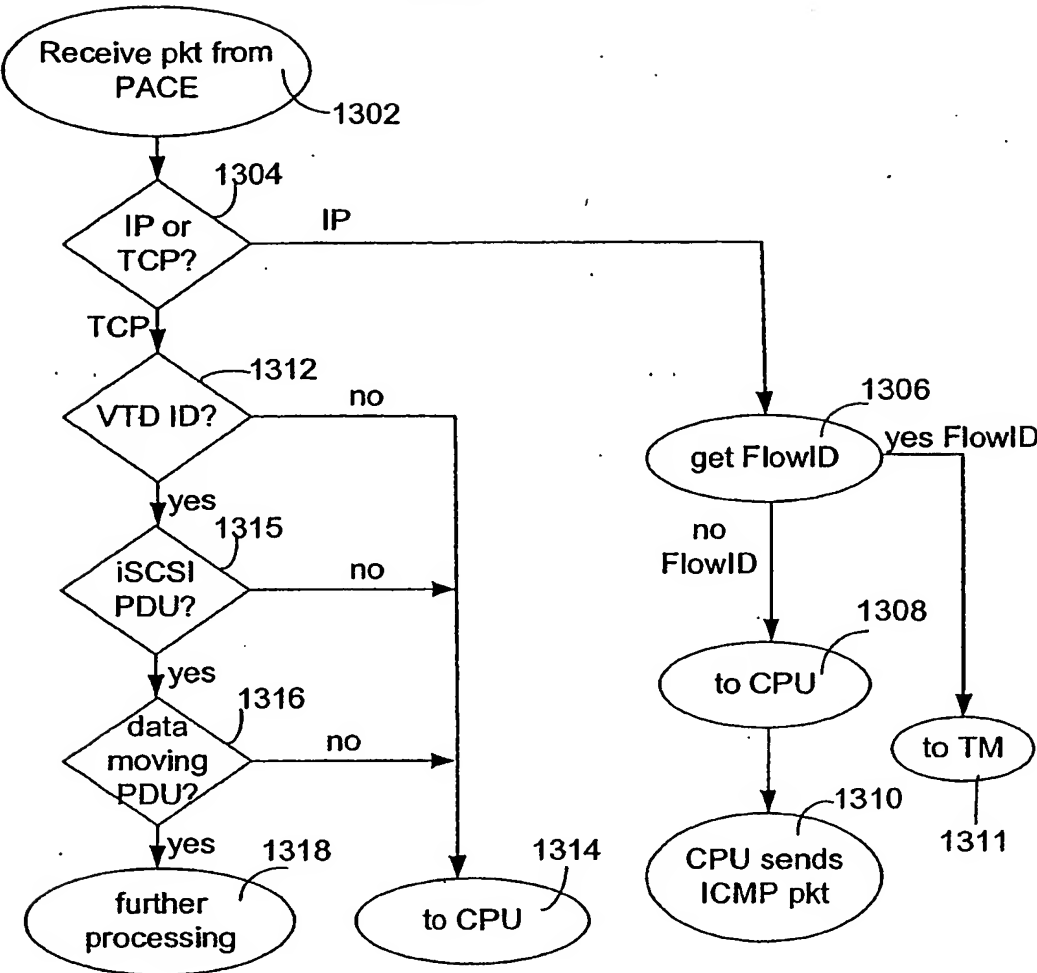 Receive pkt from
PACE
1302
1304
IP or
TCP?
IP
TCP
1312
VTD ID?
no
1306
get FlowID
yes FlowID
yes
1315
iSCSI
PDU?
no
no
FlowID
1308
to CPU
yes
1316
data
moving
PDU?
no
to TM
1311
1310
CPU sends
ICMP pkt
yes
1318
further
processing
1314
to CPU